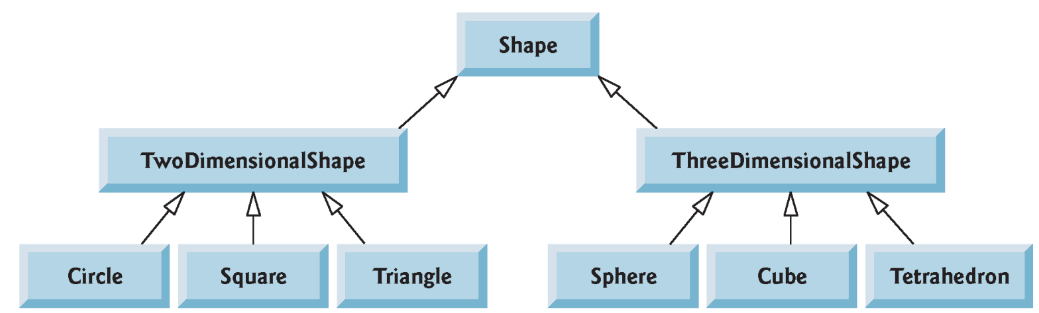 Shape
TwoDimensionalShape
ThreeDimensionalShape
Circle
Square
Triangle
Sphere
Cube
Tetrahedron